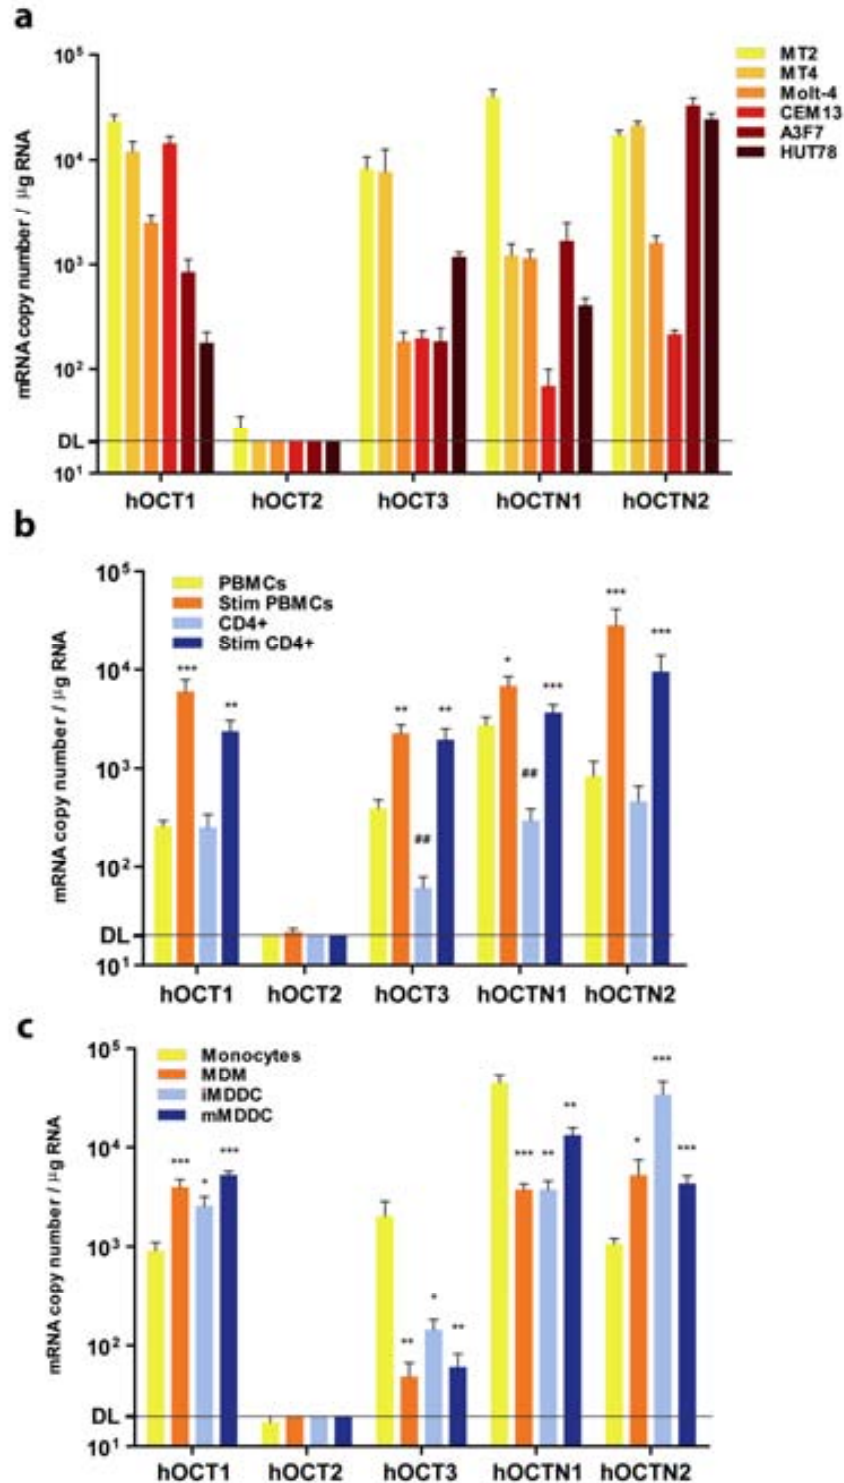 a
10⁵
10⁴
10³
10²
DL
10¹
mRNA copy number / µg RNA
MT2
MT4
Molt-4
CEM13
A3F7
HUT78
hOCT1 hOCT2 hOCT3 hOCTN1 hOCTN2
b
10⁵
10⁴
10³
10²
DL
10¹
mRNA copy number / µg RNA
PBMCs
Stim PBMCs
CD4+
Stim CD4+
*** ** ** ** * *** *** ***
## ##
hOCT1 hOCT2 hOCT3 hOCTN1 hOCTN2
c
10⁵
10⁴
10³
10²
DL
10¹
mRNA copy number / µg RNA
Monocytes
MDM
iMDDC
mMDDC
*** * *** ** * ** *** ** ** * *** ***
hOCT1 hOCT2 hOCT3 hOCTN1 hOCTN2